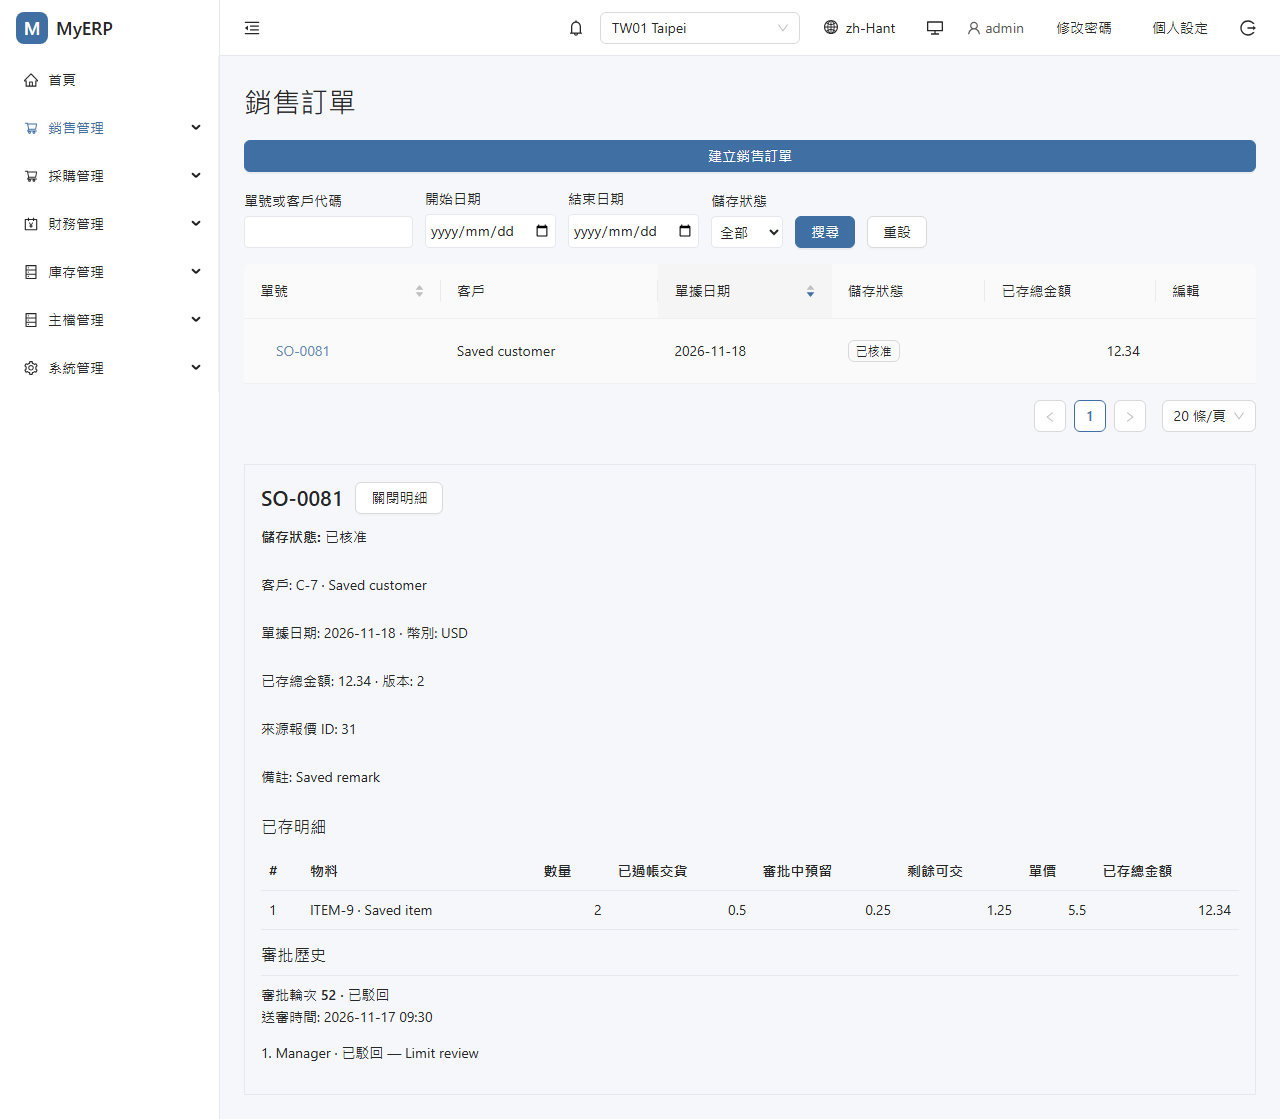 M MyERP
TW01 Taipei
zh-Hant
admin
修改密碼
個人設定
首頁
銷售管理
採購管理
財務管理
庫存管理
主檔管理
系統管理
銷售訂單
建立銷售訂單
單號或客戶代碼
開始日期
結束日期
儲存狀態
yyyy/mm/dd
yyyy/mm/dd
全部
搜尋
重設
單號 客戶 單據日期 儲存狀態 已存總金額 編輯
SO-0081 Saved customer 2026-11-18 已核准 12.34
< 1 > 20 條/頁
SO-0081 關閉明細
儲存狀態: 已核准
客戶: C-7 · Saved customer
單據日期: 2026-11-18 · 幣別: USD
已存總金額: 12.34 · 版本: 2
來源報價 ID: 31
備註: Saved remark
已存明細
# 物料 數量 已過帳交貨 審批中預留 剩餘可交 單價 已存總金額
1 ITEM-9 · Saved item 2 0.5 0.25 1.25 5.5 12.34
審批歷史
審批輪次 52 · 已駁回
送審時間: 2026-11-17 09:30
1. Manager · 已駁回 — Limit review